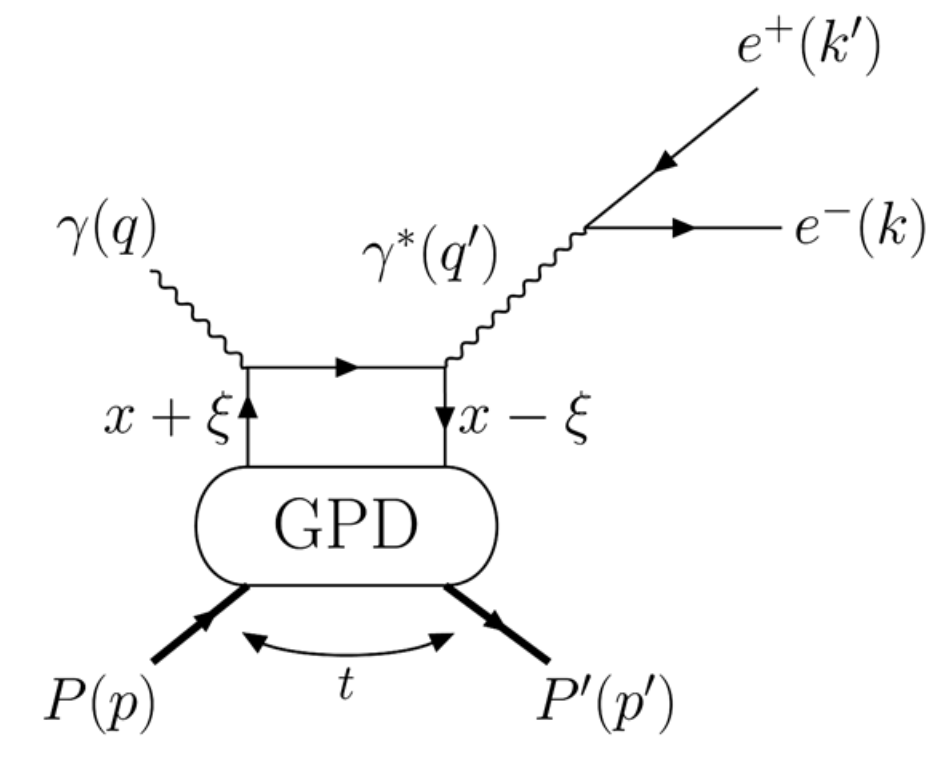 e⁺(k′)
γ(q)
γ*(q′)
e⁻(k)
x + ξ
x − ξ
GPD
t
P(p)
P′(p′)